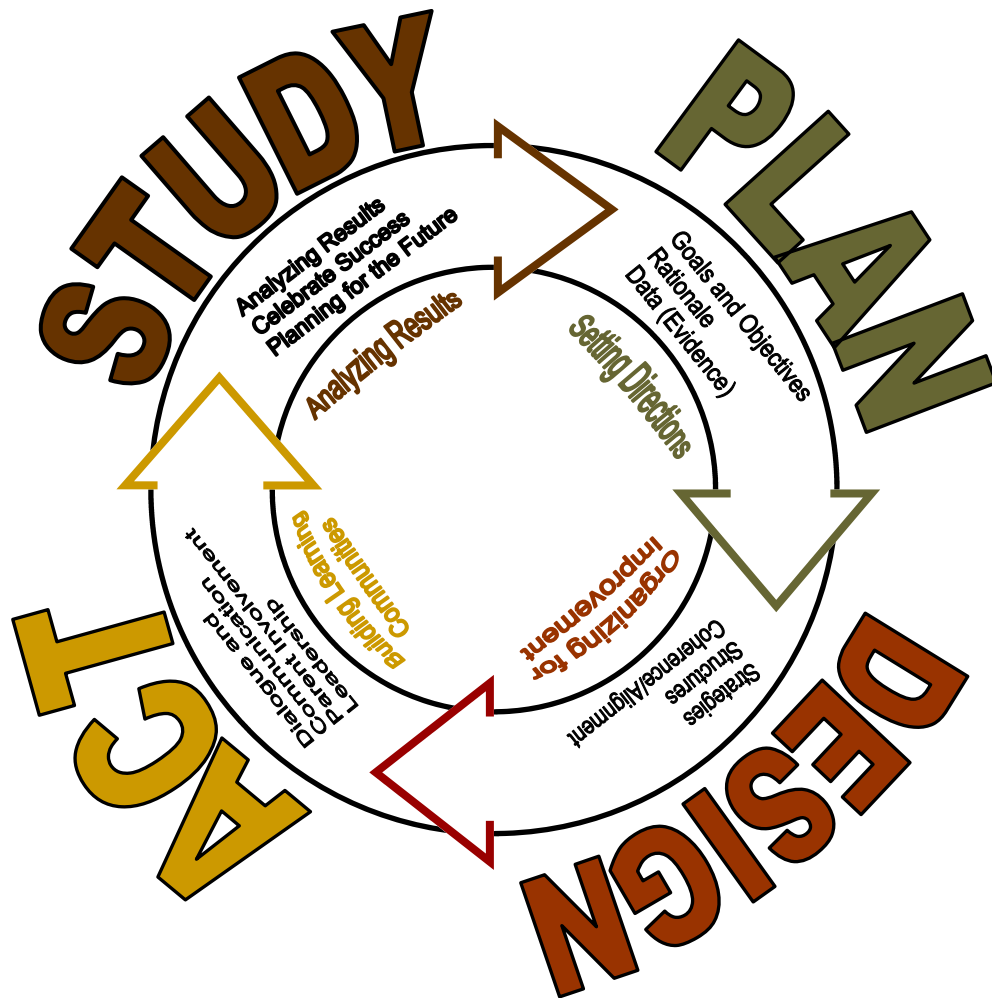 STUDY
Analyzing Results
Celebrate Success
Planning for the Future
Analyzing Results
PLAN
Goals and Objectives
Rationale
Data (Evidence)
Setting Directions
DESIGN
Organizing for
Improvement
Strategies
Structures
Coherence/Alignment
ACT
Building Learning
Communities
Dialogue and
Communication
Parent Involvement
Leadership